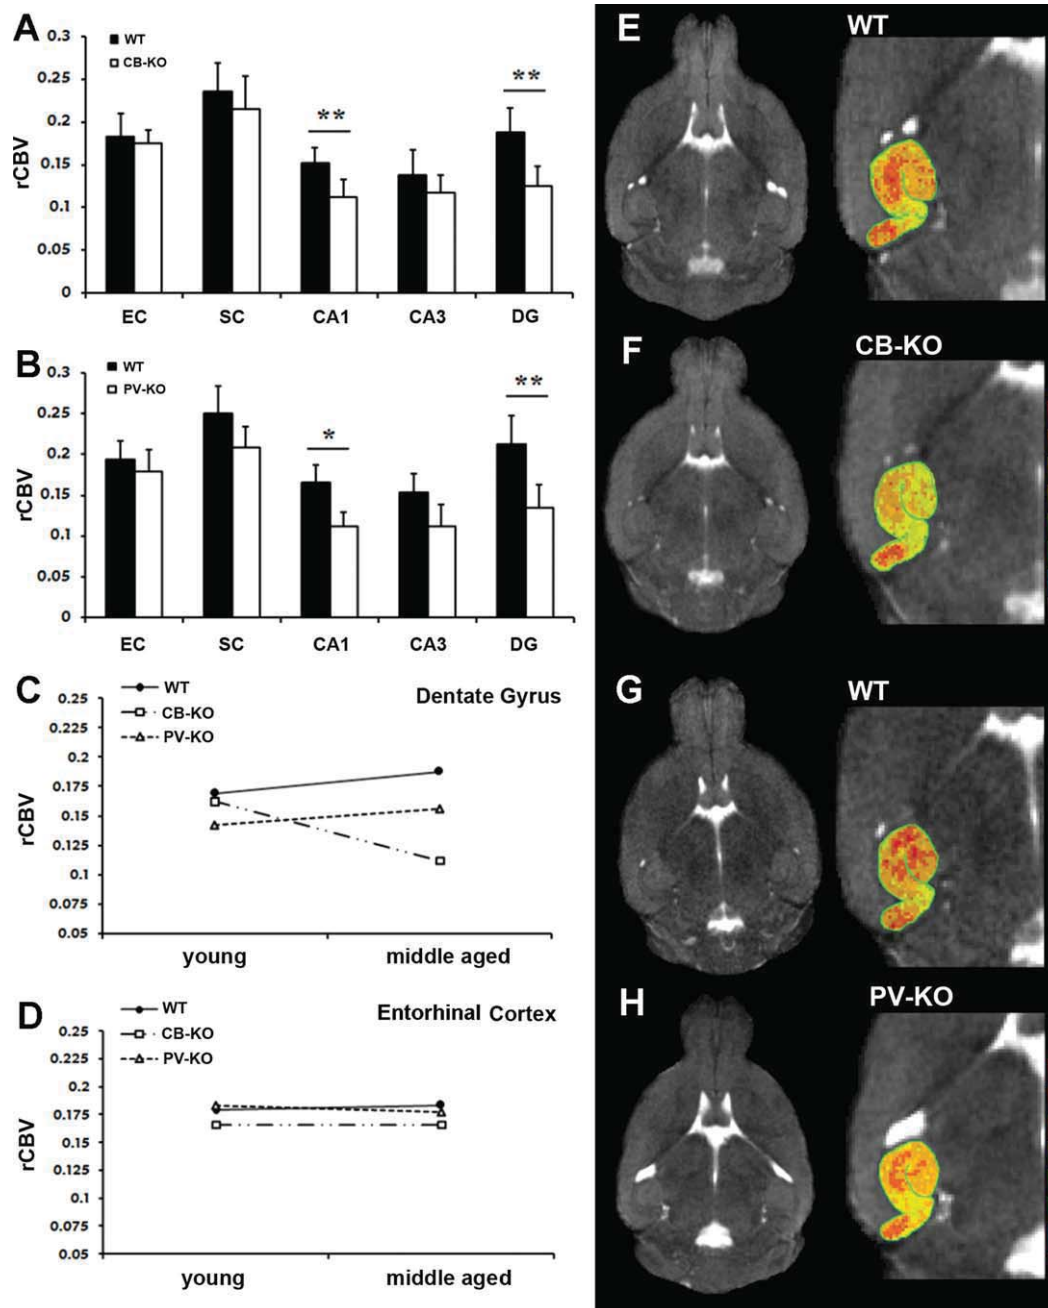 A
0.3
WT
CB-KO
0.25
**
**
0.2
rCBV
0.15
0.1
0.05
0
EC SC CA1 CA3 DG
B
0.3
WT
PV-KO
**
0.25
*
0.2
rCBV
0.15
0.1
0.05
0
EC SC CA1 CA3 DG
C
WT
Dentate Gyrus
0.25
CB-KO
0.225
PV-KO
0.2
0.175
rCBV
0.15
0.125
0.1
0.075
0.05
young middle aged
D
WT
Entorhinal Cortex
0.25
CB-KO
0.225
PV-KO
0.2
0.175
rCBV
0.15
0.125
0.1
0.075
0.05
young middle aged
E WT
F CB-KO
G WT
H PV-KO